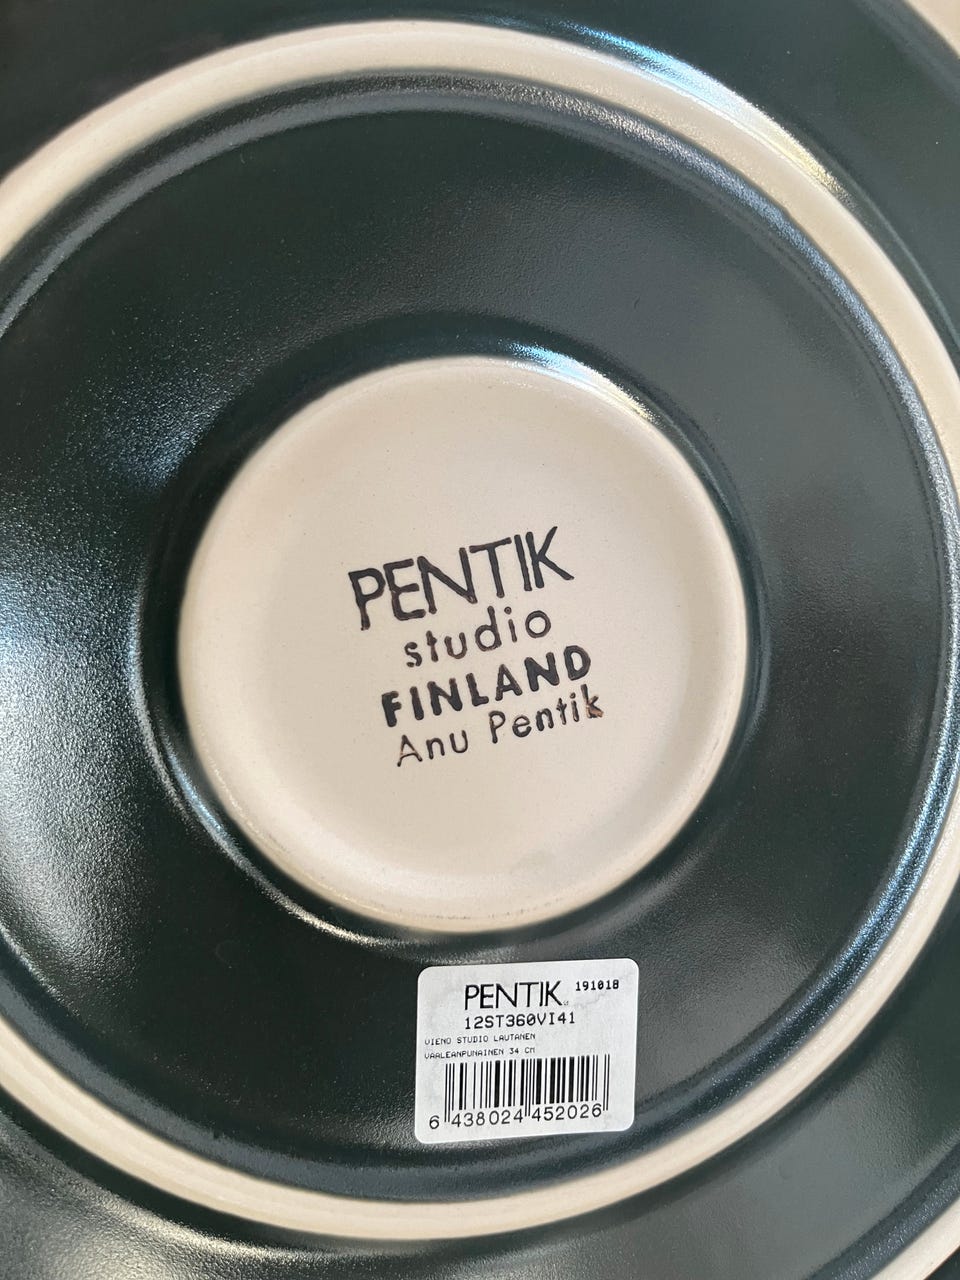 PENTIK
studio
FINLAND
Anu Pentik
PENTIK 191018
12ST360VI41
VIENO STUDIO LAUTANEN
VAALEANPUNAINEN 34 CM
6 438024 452026